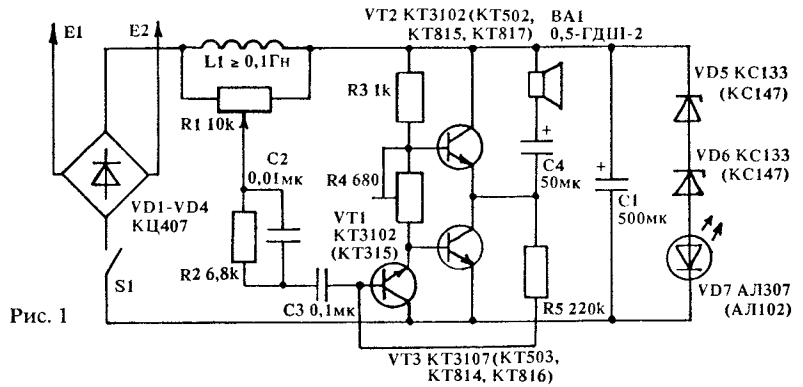 E1
E2
VT2 КТ3102 (КТ502,
КТ815, КТ817)
ВА1
0,5-ГДШ-2
L1 ≥ 0,1Гн
R1 10k
R3 1k
VD5 КС133
(КС147)
C2
0,01мк
R4 680
+
C4
50мк
+
C1
500мк
VD6 КС133
(КС147)
VD1-VD4
КЦ407
VT1
КТ3102
(КТ315)
R2 6,8k
S1
C3 0,1мк
R5 220k
VD7 АЛ307
(АЛ102)
Рис. 1
VT3 КТ3107 (КТ503,
КТ814, КТ816)